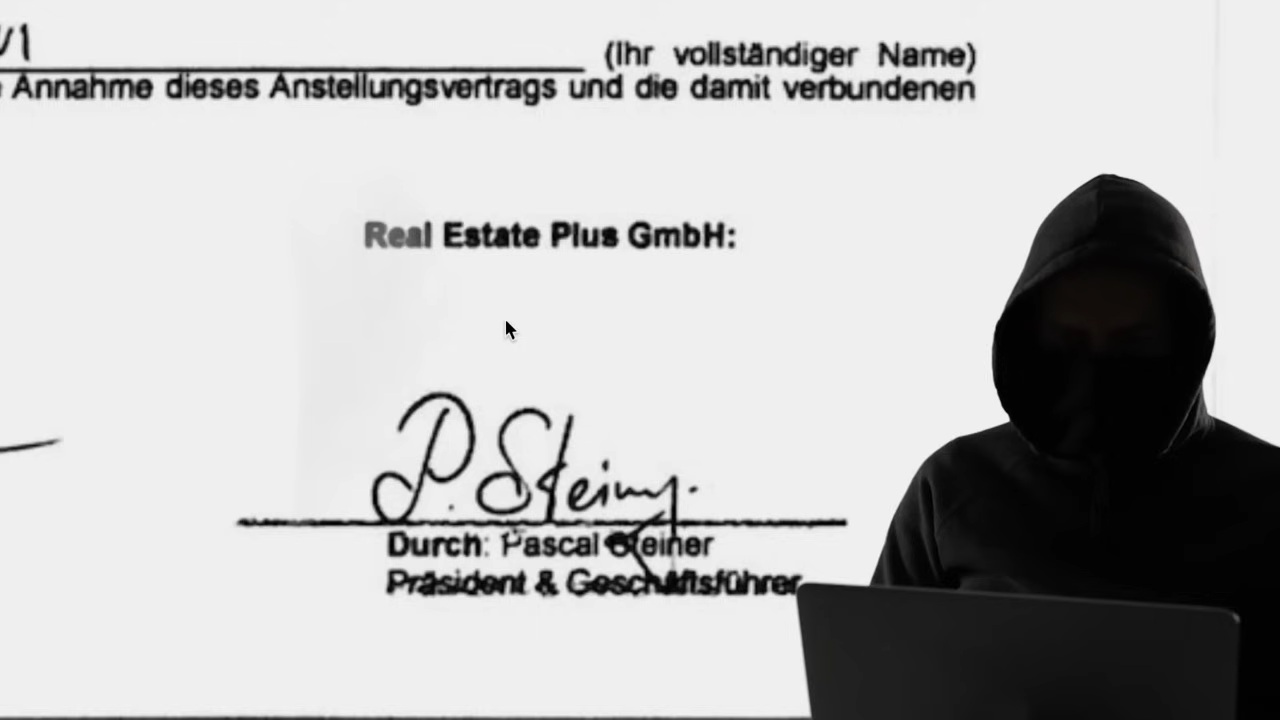 (Ihr vollständiger Name)
Annahme dieses Anstellungsvertrags und die damit verbundenen
Real Estate Plus GmbH:
P. Steiner
Durch: Pascal Steiner
Präsident & Geschäftsführer